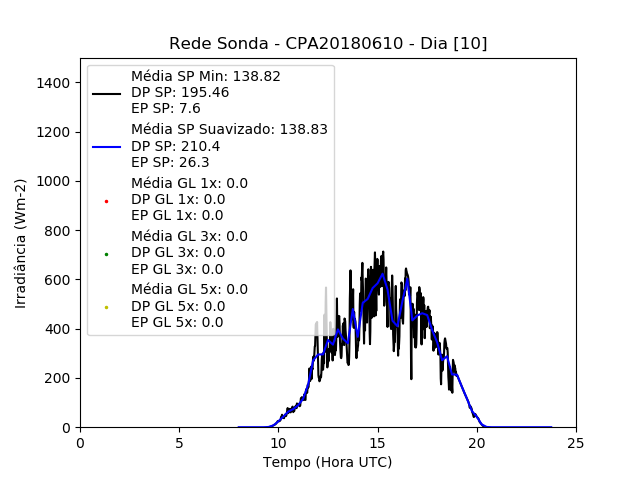 Rede Sonda - CPA20180610 - Dia [10]
Média SP Min: 138.82
DP SP: 195.46
EP SP: 7.6
Média SP Suavizado: 138.83
DP SP: 210.4
EP SP: 26.3
Média GL 1x: 0.0
DP GL 1x: 0.0
EP GL 1x: 0.0
Média GL 3x: 0.0
DP GL 3x: 0.0
EP GL 3x: 0.0
Média GL 5x: 0.0
DP GL 5x: 0.0
EP GL 5x: 0.0
Irradiância (Wm-2)
1400
1200
1000
800
600
400
200
0
0 5 10 15 20 25
Tempo (Hora UTC)